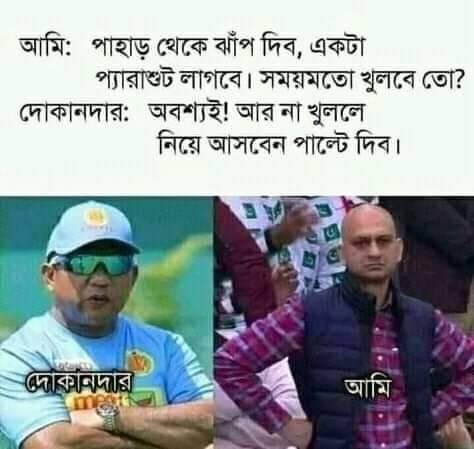 আমি: পাহাড় থেকে ঝাঁপ দিব, একটা
প্যারাশুট লাগবে। সময়মতো খুলবে তো?
দোকানদার: অবশ্যই! আর না খুললে
নিয়ে আসবেন পাল্টে দিব।
দোকানদার
আমি